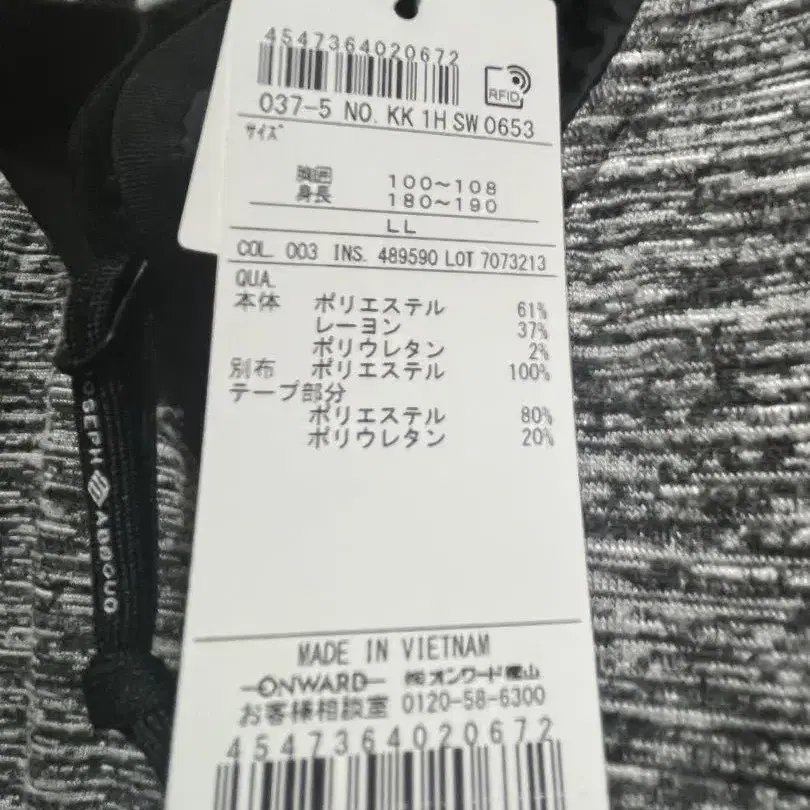 4547364020672
RFID
037-5 NO. KK 1H SW 0653
サイズ
胸囲 100〜108
身長 180〜190
LL
COL. 003 INS. 489590 LOT 7073213
QUA.
本体 ポリエステル 61%
レーヨン 37%
ポリウレタン 2%
別布 ポリエステル 100%
テープ部分
ポリエステル 80%
ポリウレタン 20%
MADE IN VIETNAM
ONWARD ㈱オンワード樫山
お客様相談室 0120-58-6300
4547364020672
JOSEPH ABBOUD